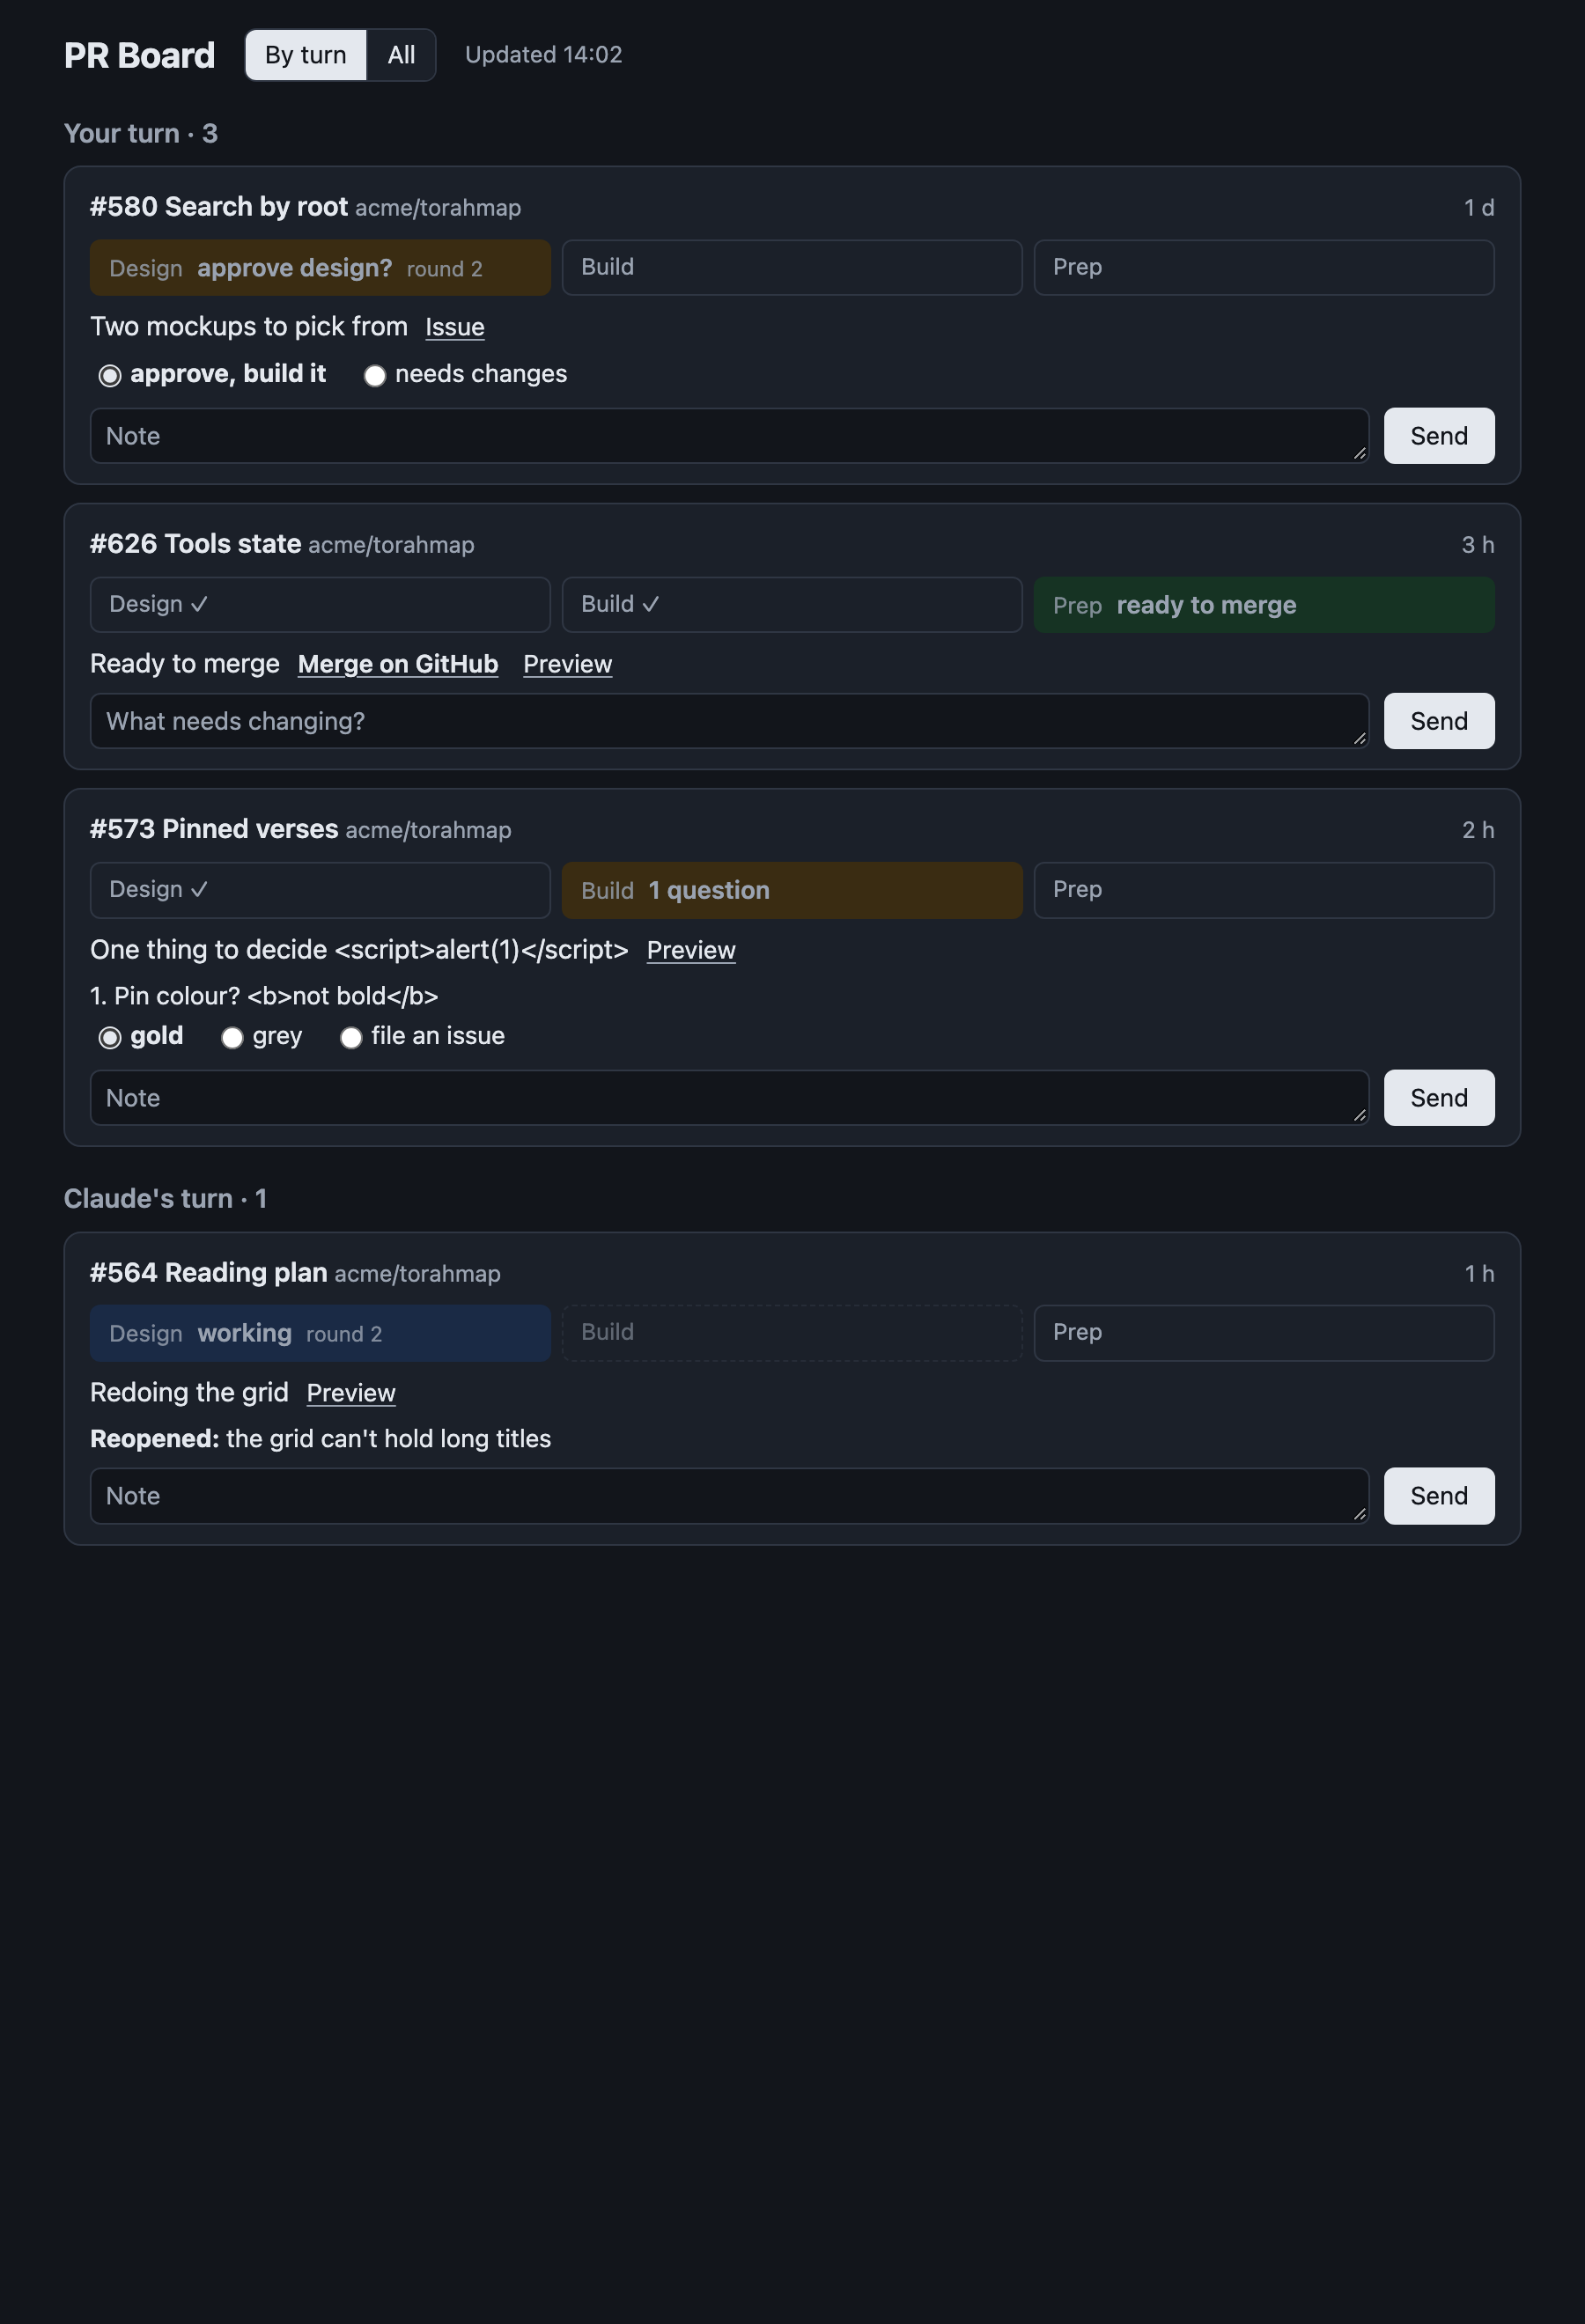 PR Board By turn All Updated 14:02
Your turn · 3
#580 Search by root acme/torahmap 1 d
Design approve design? round 2 Build Prep
Two mockups to pick from Issue
approve, build it needs changes
Note Send
#626 Tools state acme/torahmap 3 h
Design ✓ Build ✓ Prep ready to merge
Ready to merge Merge on GitHub Preview
What needs changing? Send
#573 Pinned verses acme/torahmap 2 h
Design ✓ Build 1 question Prep
One thing to decide <script>alert(1)</script> Preview
1. Pin colour? <b>not bold</b>
gold grey file an issue
Note Send
Claude's turn · 1
#564 Reading plan acme/torahmap 1 h
Design working round 2 Build Prep
Redoing the grid Preview
Reopened: the grid can't hold long titles
Note Send